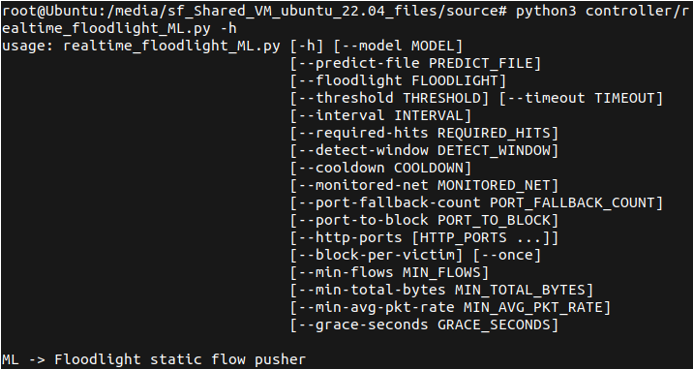 root@Ubuntu:/media/sf_Shared_VM_ubuntu_22.04_files/source# python3 controller/r
ealtime_floodlight_ML.py -h
usage: realtime_floodlight_ML.py [-h] [--model MODEL]
[--predict-file PREDICT_FILE]
[--floodlight FLOODLIGHT]
[--threshold THRESHOLD] [--timeout TIMEOUT]
[--interval INTERVAL]
[--required-hits REQUIRED_HITS]
[--detect-window DETECT_WINDOW]
[--cooldown COOLDOWN]
[--monitored-net MONITORED_NET]
[--port-fallback-count PORT_FALLBACK_COUNT]
[--port-to-block PORT_TO_BLOCK]
[--http-ports [HTTP_PORTS ...]]
[--block-per-victim] [--once]
[--min-flows MIN_FLOWS]
[--min-total-bytes MIN_TOTAL_BYTES]
[--min-avg-pkt-rate MIN_AVG_PKT_RATE]
[--grace-seconds GRACE_SECONDS]
ML -> Floodlight static flow pusher